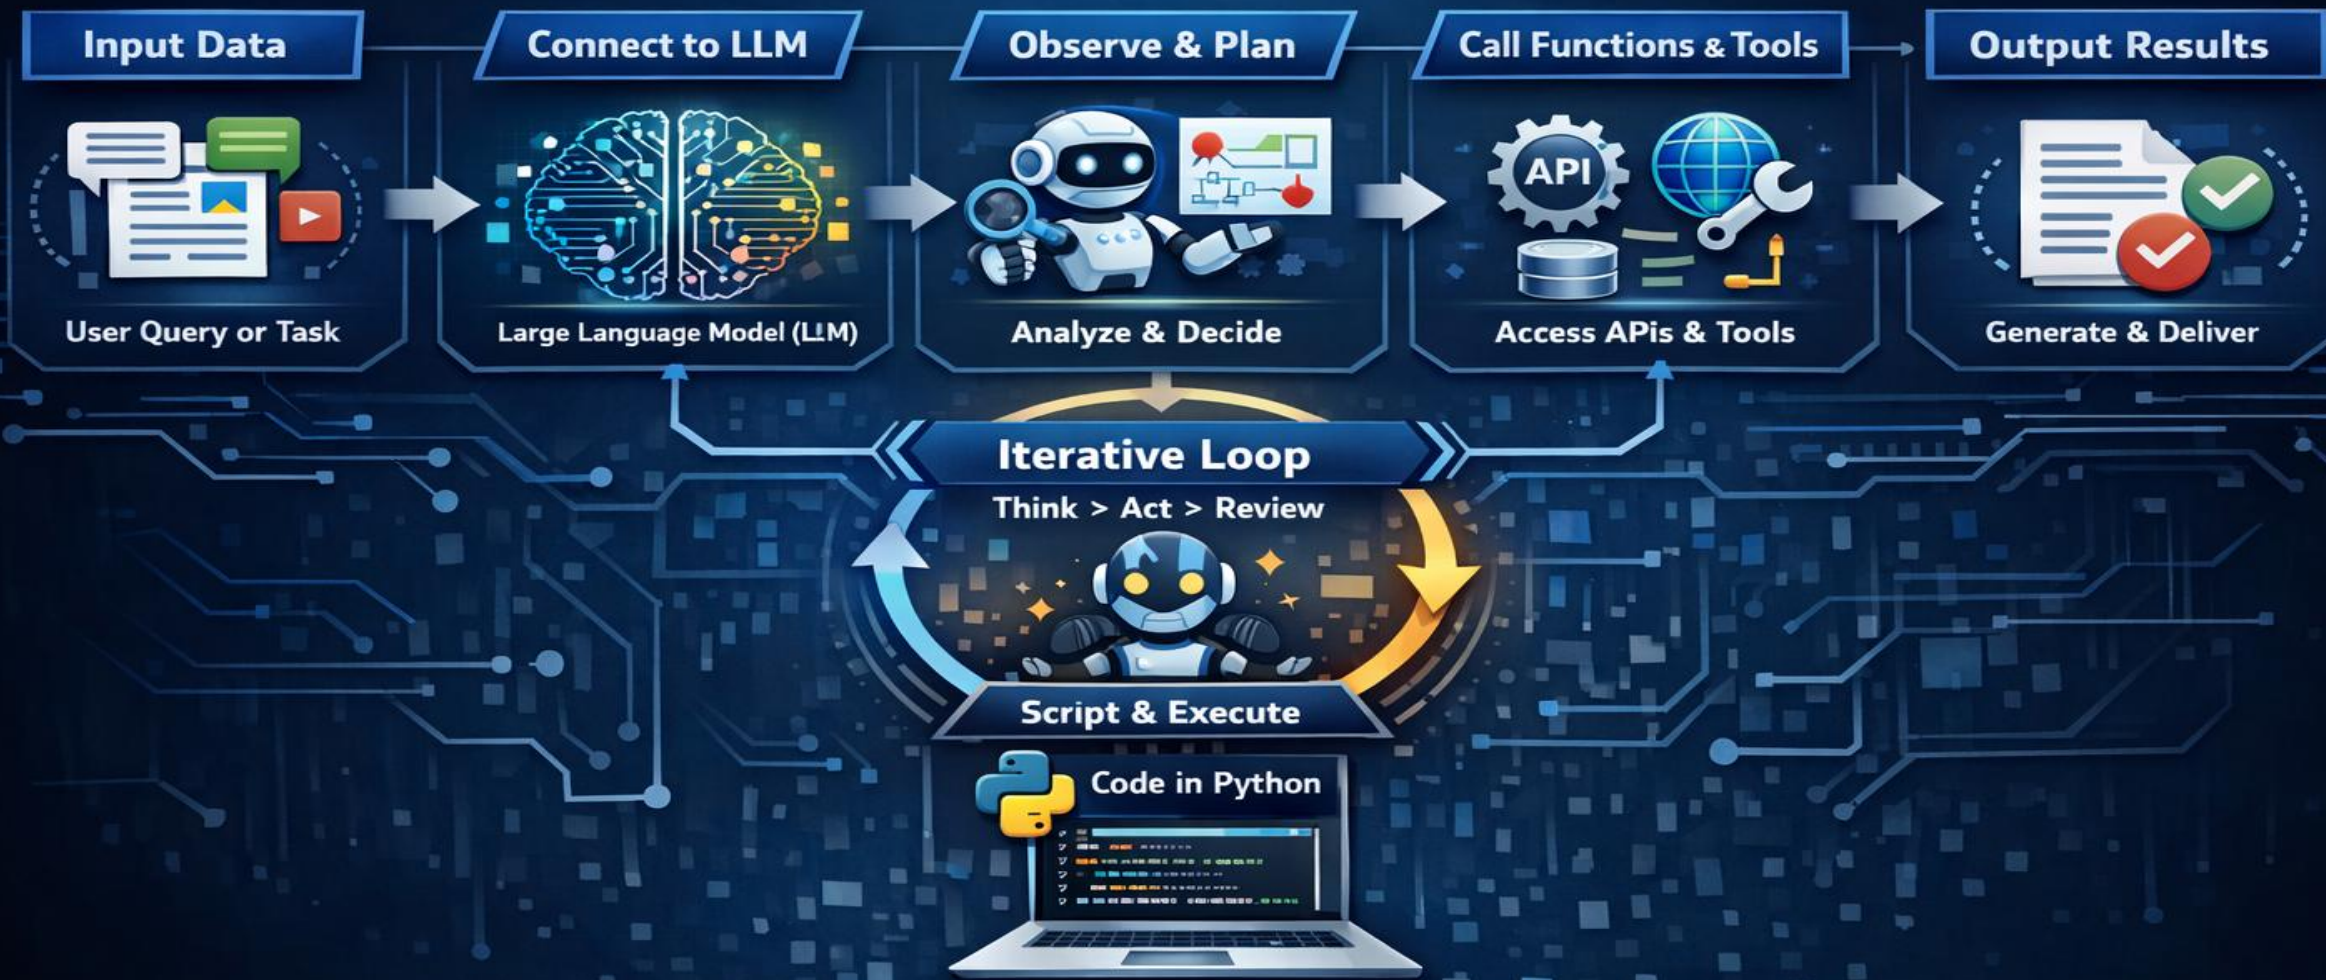 Input Data
Connect to LLM
Observe & Plan
Call Functions & Tools
Output Results
API
User Query or Task
Large Language Model (LLM)
Analyze & Decide
Access APis & Tools
Generate & Deliver
Iterative Loop
Think > Act > Review
Script & Execute
Code in Python